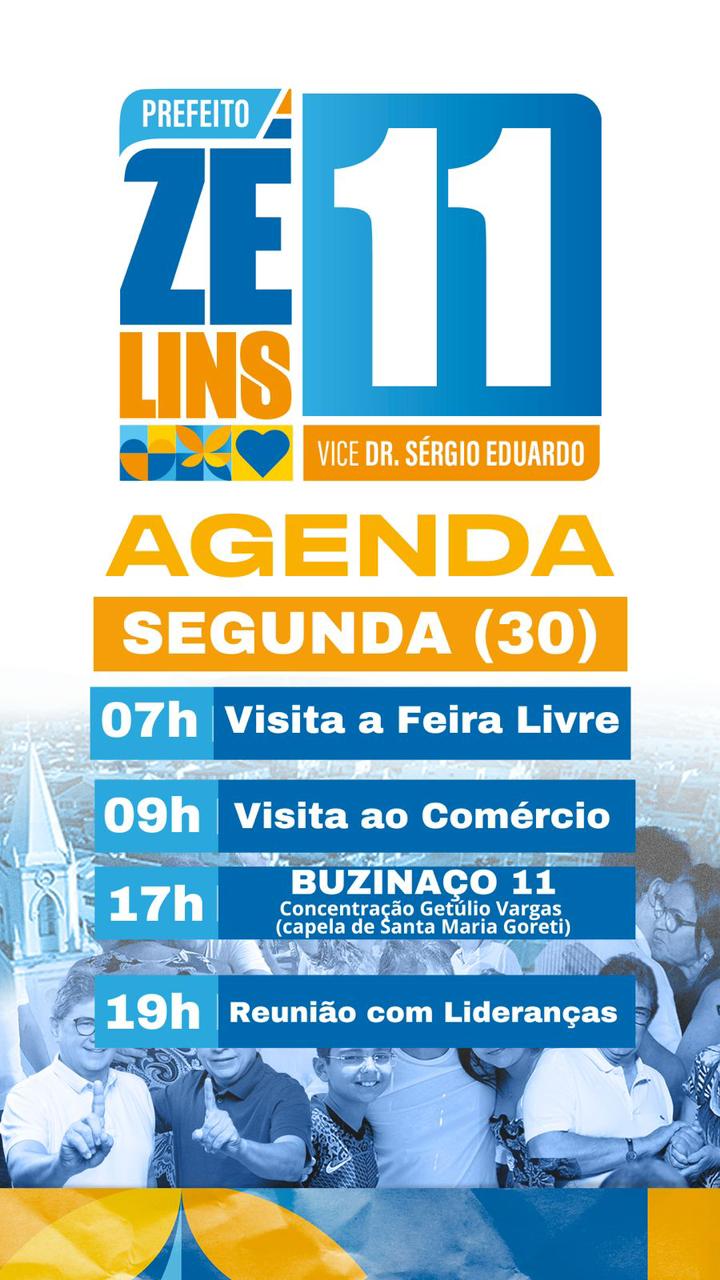 PREFEITO
ZÉ
LINS
11
VICE DR. SÉRGIO EDUARDO
AGENDA
SEGUNDA (30)
07h Visita a Feira Livre
09h Visita ao Comércio
17h BUZINAÇO 11
Concentração Getúlio Vargas
(capela de Santa Maria Goreti)
19h Reunião com Lideranças